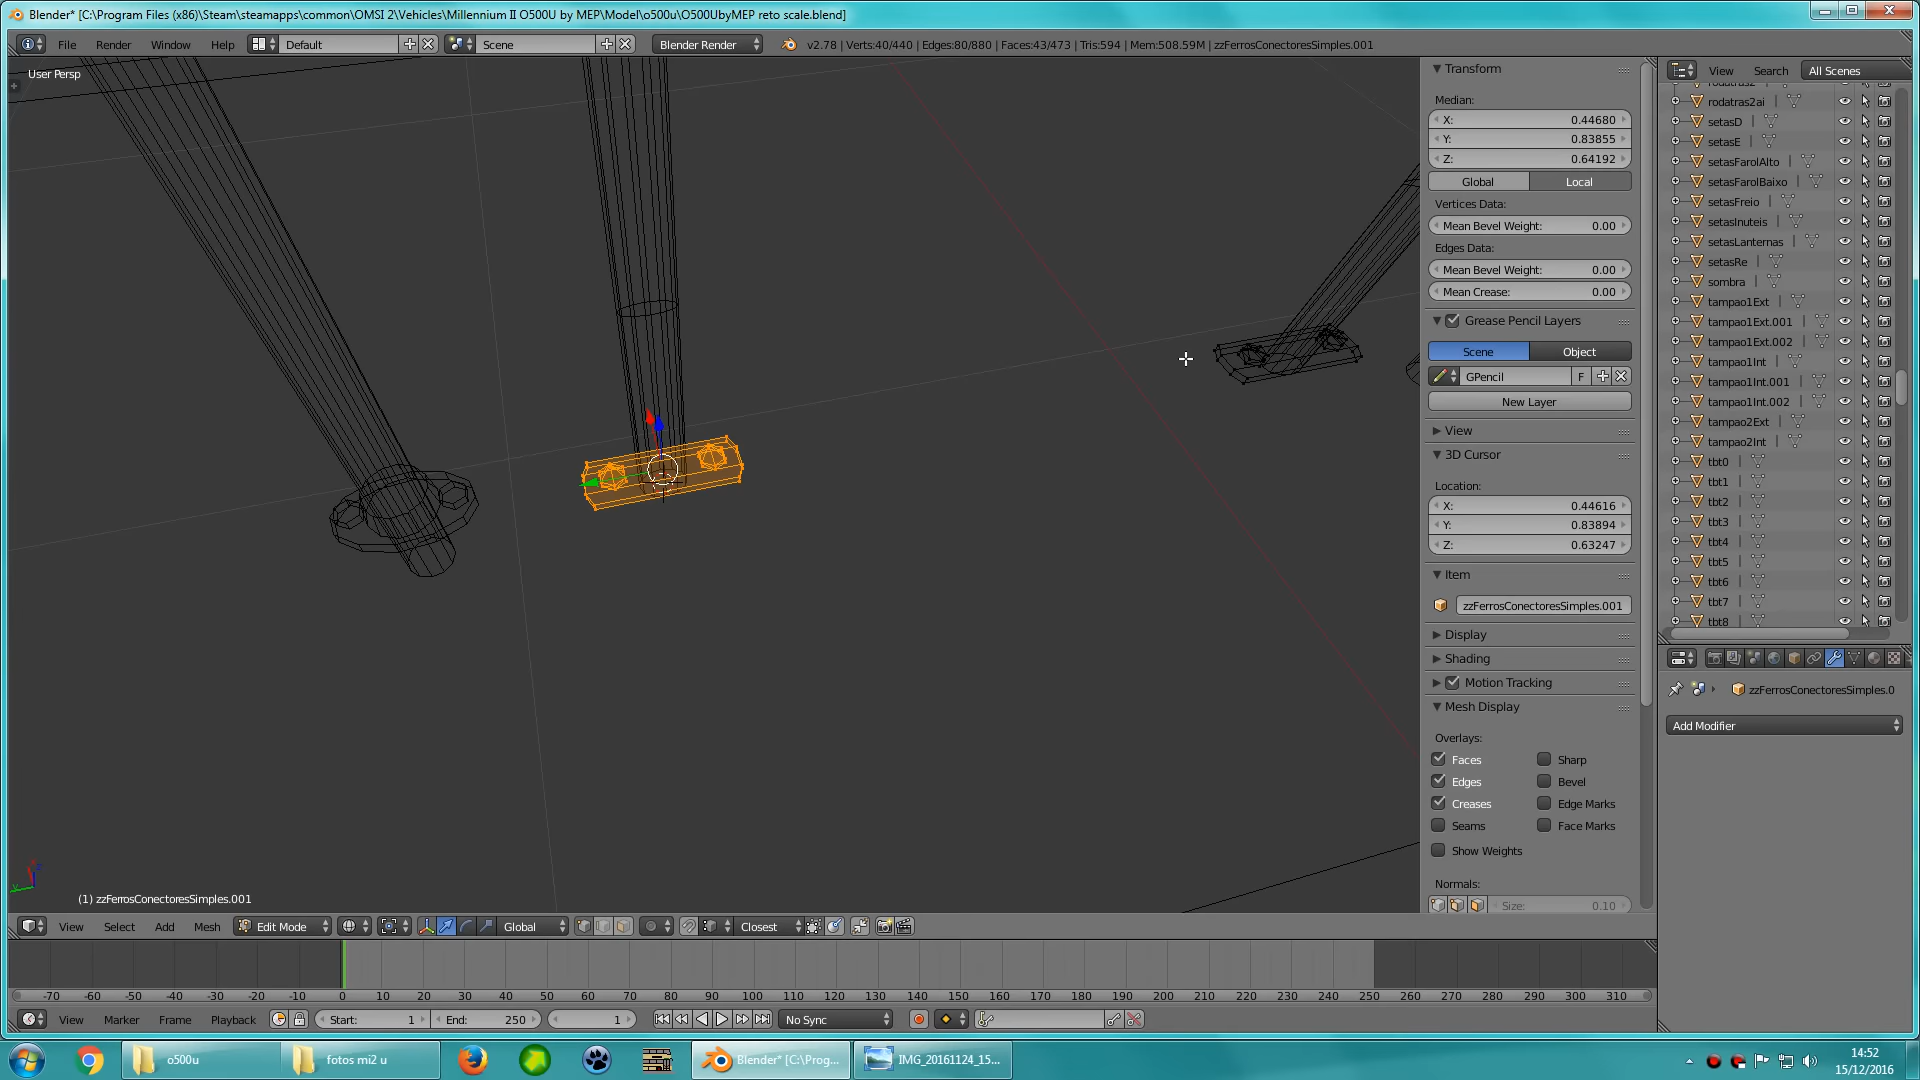 Blender* [C:\Program Files (x86)\Steam\steamapps\common\OMSI 2\Vehicles\Millennium II O500U by MEP\Model\o500u\O500UbyMEP reto scale.blend]
File Render Window Help Default Scene Blender Render v2.78 | Verts:40/440 | Edges:80/880 | Faces:43/473 | Tris:594 | Mem:508.59M | zzFerrosConectoresSimples.001
User Persp
Transform
Median:
X: 0.44680
Y: 0.83855
Z: 0.64192
Global Local
Vertices Data:
Mean Bevel Weight: 0.00
Edges Data:
Mean Bevel Weight: 0.00
Mean Crease: 0.00
Grease Pencil Layers
Scene Object
GPencil F
New Layer
View
3D Cursor
Location:
X: 0.44616
Y: 0.83894
Z: 0.63247
Item
zzFerrosConectoresSimples.001
Display
Shading
Motion Tracking
Mesh Display
Overlays:
Faces Sharp
Edges Bevel
Creases Edge Marks
Seams Face Marks
Show Weights
Normals:
Size: 0.10
View Search All Scenes
rodatras2ai
setasD
setasE
setasFarolAlto
setasFarolBaixo
setasFreio
setasInuteis
setasLanternas
setasRe
sombra
tampao1Ext
tampao1Ext.001
tampao1Ext.002
tampao1Int
tampao1Int.001
tampao1Int.002
tampao2Ext
tampao2Int
tbt0
tbt1
tbt2
tbt3
tbt4
tbt5
tbt6
tbt7
tbt8
zzFerrosConectoresSimples.0
Add Modifier
(1) zzFerrosConectoresSimples.001
View Select Add Mesh Edit Mode Global Closest
-70 -60 -50 -40 -30 -20 -10 0 10 20 30 40 50 60 70 80 90 100 110 120 130 140 150 160 170 180 190 200 210 220 230 240 250 260 270 280 290 300 310
View Marker Frame Playback Start: 1 End: 250 1 No Sync
o500u fotos mi2 u Blender* [C:\Prog... IMG_20161124_15...
14:52
15/12/2016